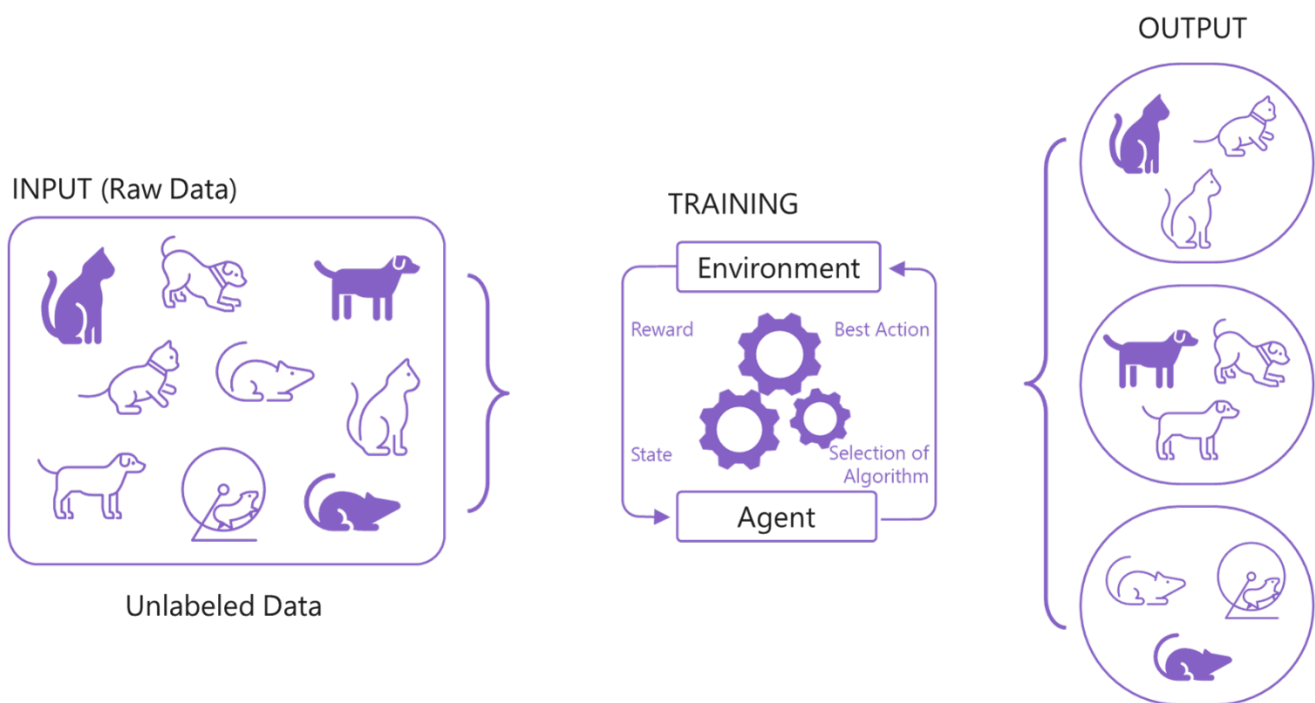 OUTPUT
INPUT (Raw Data)
TRAINING
Environment
Reward
Best Action
State
Selection of
Algorithm
Agent
Unlabeled Data